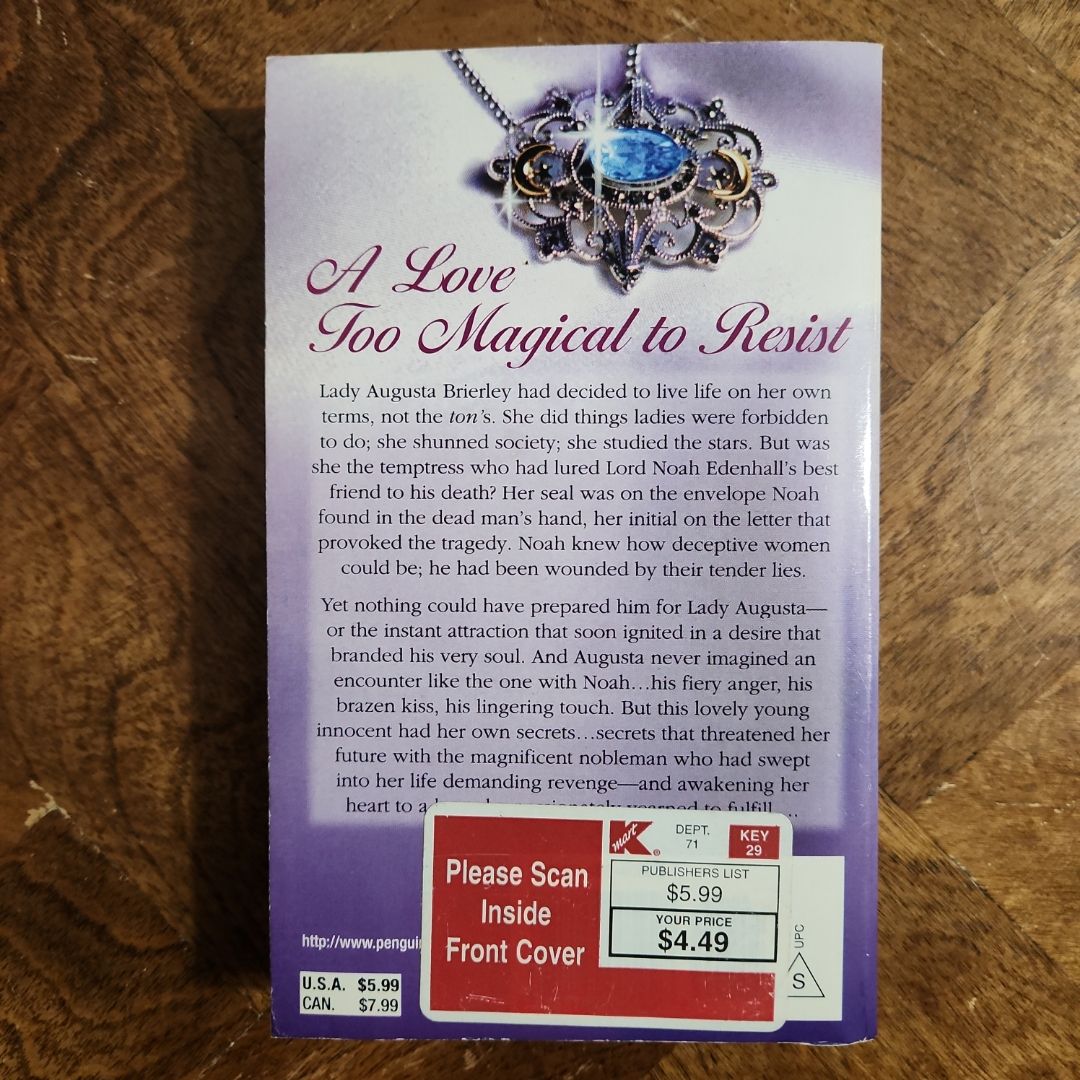 A Love
Too Magical to Resist
Lady Augusta Brierley had decided to live life on her own
terms, not the ton's. She did things ladies were forbidden
to do; she shunned society; she studied the stars. But was
she the temptress who had lured Lord Noah Edenhall's best
friend to his death? Her seal was on the envelope Noah
found in the dead man's hand, her initial on the letter that
provoked the tragedy. Noah knew how deceptive women
could be; he had been wounded by their tender lies.
Yet nothing could have prepared him for Lady Augusta—
or the instant attraction that soon ignited in a desire that
branded his very soul. And Augusta never imagined an
encounter like the one with Noah...his fiery anger, his
brazen kiss, his lingering touch. But this lovely young
innocent had her own secrets...secrets that threatened her
future with the magnificent nobleman who had swept
into her life demanding revenge—and awakening her
heart to a yearned to fulfill...
Please Scan
Inside
Front Cover
Kmart®
DEPT.
71
KEY
29
PUBLISHERS LIST
$5.99
YOUR PRICE
$4.49
http://www.pengui
U.S.A. $5.99
CAN. $7.99
UPC
S